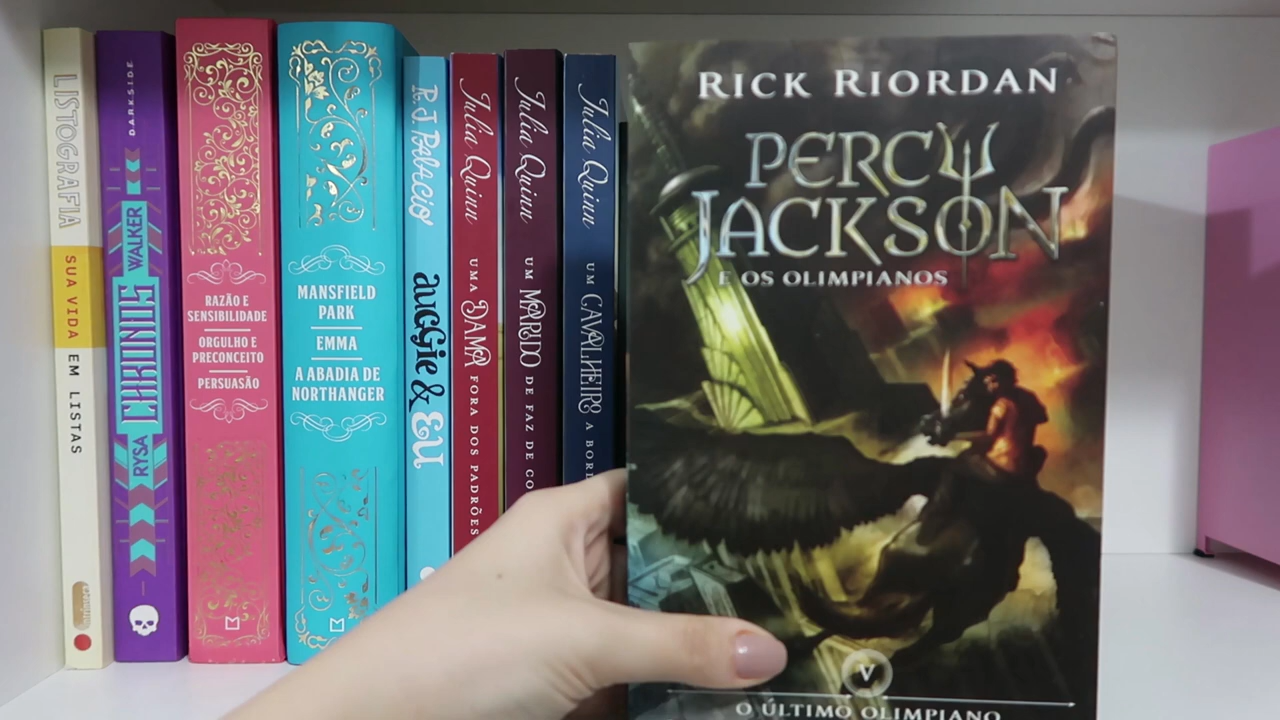 LISTOGRAFIA
SUA VIDA EM LISTAS
DARKSIDE
RYSA WALKER
CHRONOS
RAZÃO E
SENSIBILIDADE
ORGULHO E
PRECONCEITO
PERSUASÃO
MANSFIELD
PARK
EMMA
A ABADIA DE
NORTHANGER
R.J. Palacio
auggie & EU
Julia Quinn
UMA DAMA FORA DOS PADRÕES
Julia Quinn
UM MARIDO DE FAZ DE CO
Julia Quinn
UM CAVALHEIRO A BOR
RICK RIORDAN
PERCY
JACKSON
E OS OLIMPIANOS
V
O ÚLTIMO OLIMPIANO